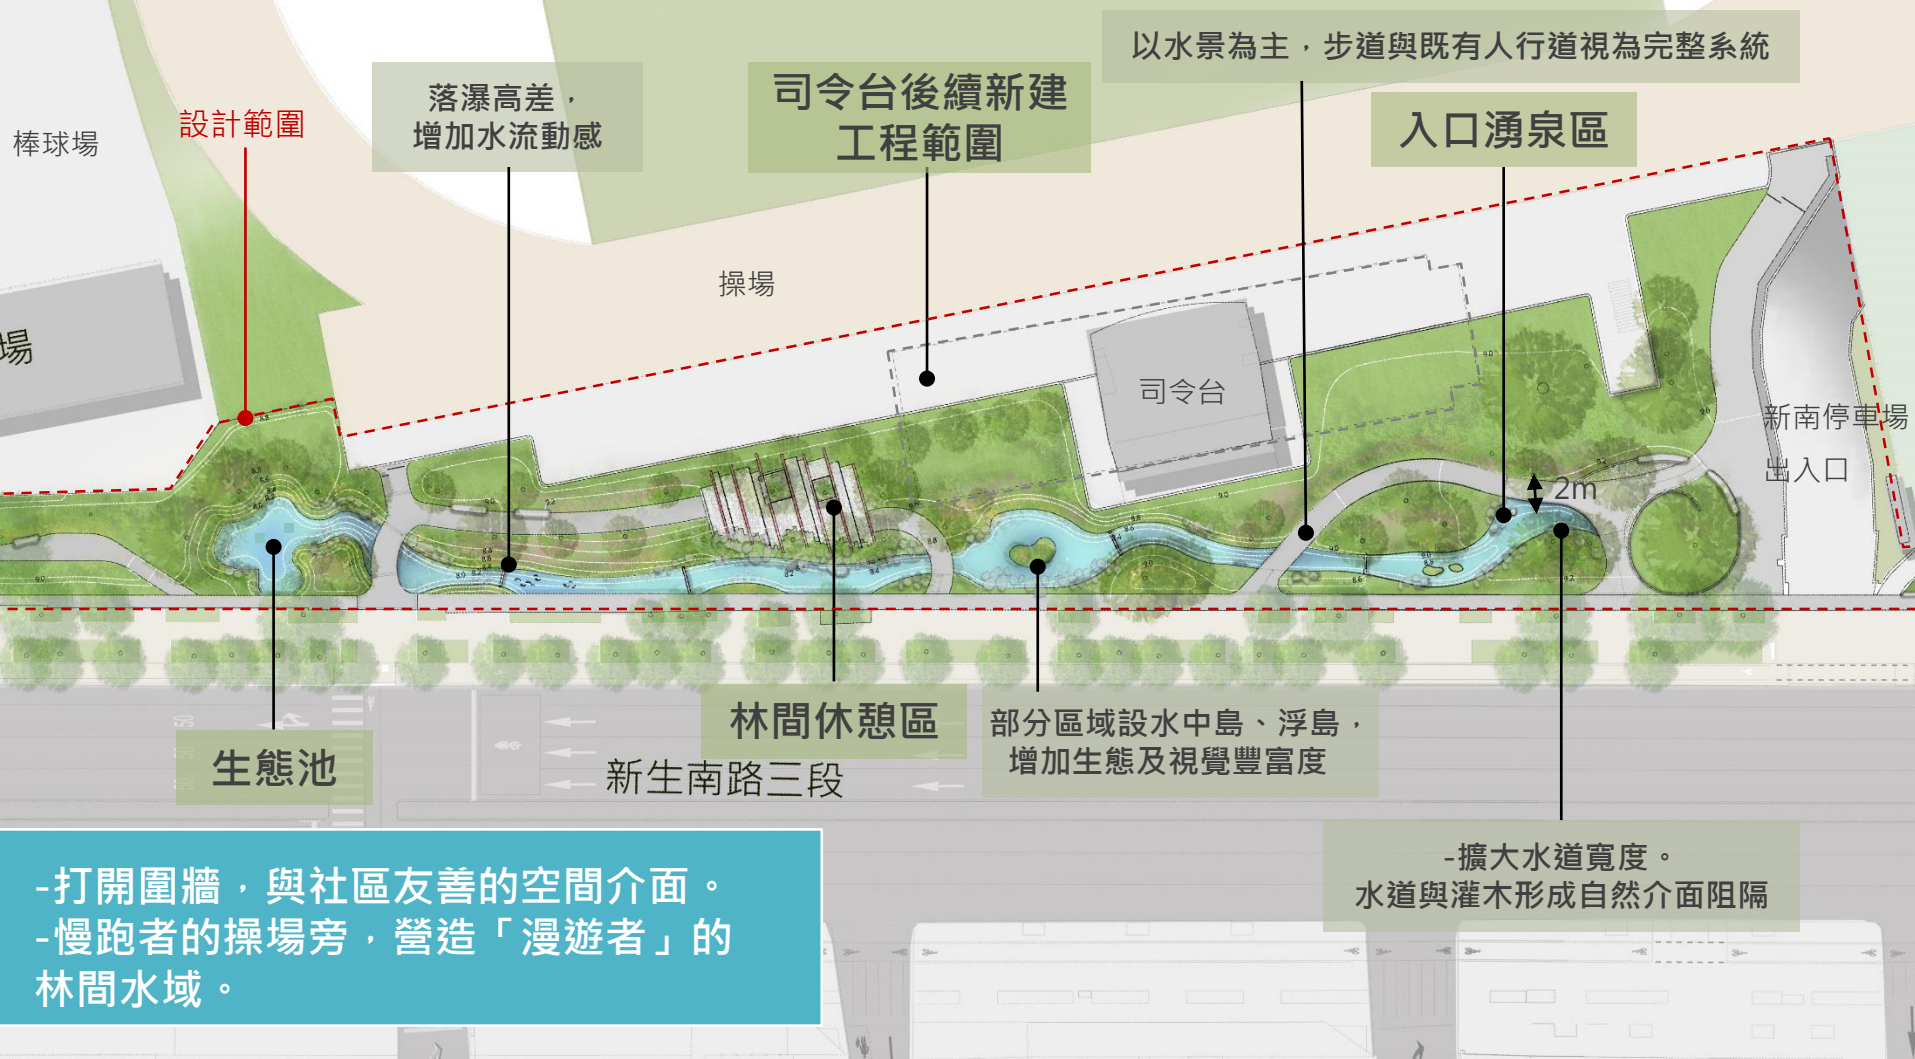 以水景為主，步道與既有人行道視為完整系統
落瀑高差，
增加水流動感
司令台後續新建
工程範圍
入口湧泉區
設計範圍
棒球場
操場
場
司令台
新南停車場
出入口
2m
生態池
林間休憩區
部分區域設水中島、浮島，
增加生態及視覺豐富度
新生南路三段
-擴大水道寬度。
水道與灌木形成自然介面阻隔
-打開圍牆，與社區友善的空間介面。
-慢跑者的操場旁，營造「漫遊者」的
林間水域。